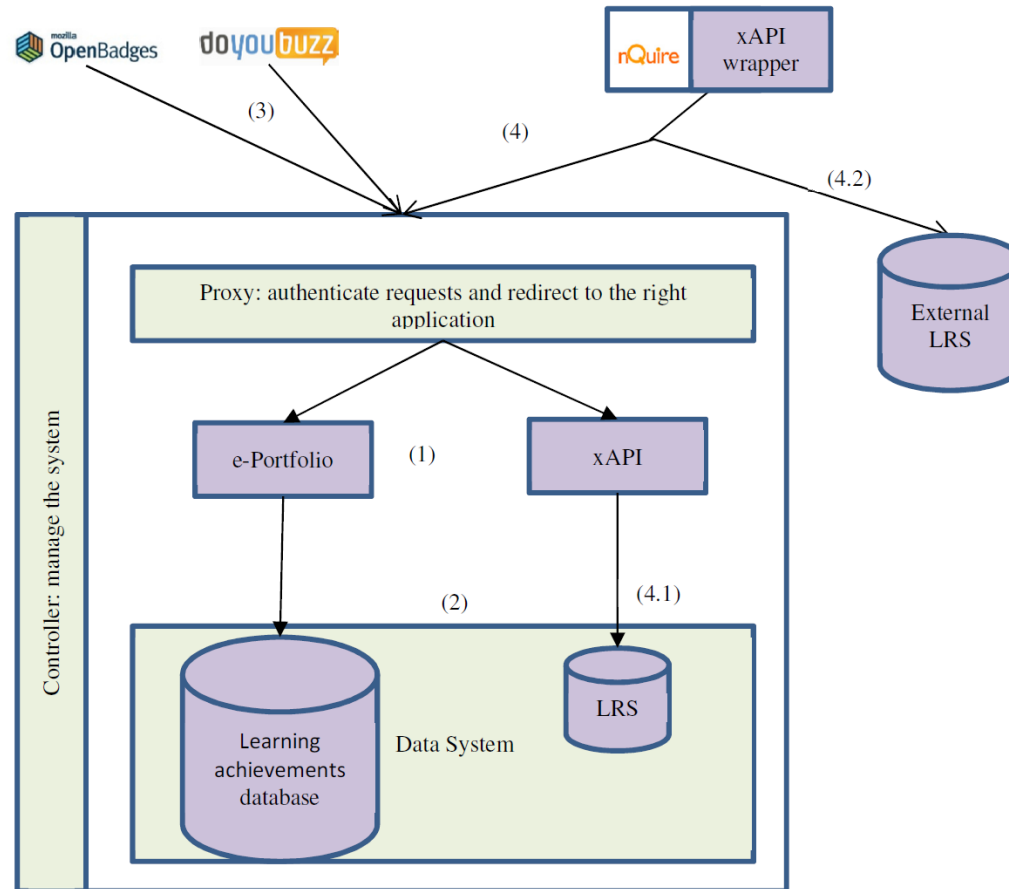 mozilla
OpenBadges
doyoubuzz
nQuire
xAPI
wrapper
(3)
(4)
(4.2)
External
LRS
Controller: manage the system
Proxy: authenticate requests and redirect to the right
application
e-Portfolio
(1)
xAPI
(2)
(4.1)
Learning
achievements
database
Data System
LRS